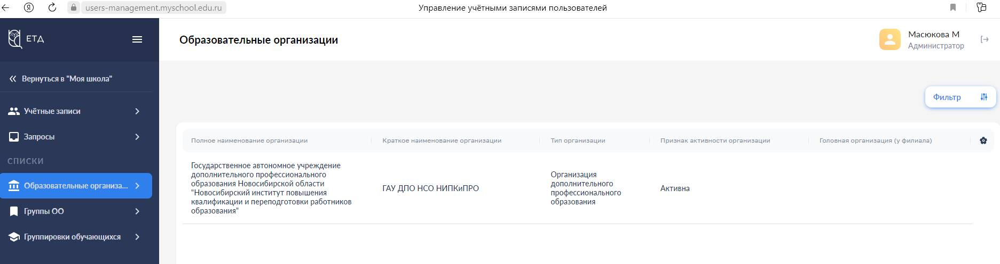 users-management.myschool.edu.ru
Управление учётными записями пользователей
ЕТД
Образовательные организации
Масюкова М
Администратор
Вернуться в "Моя школа"
Фильтр
Учётные записи
Запросы
СПИСКИ
Образовательные организа...
Группы ОО
Группировки обучающихся
Полное наименование организации
Краткое наименование организации
Тип организации
Признак активности организации
Головная организация (у филиала)
Государственное автономное учреждение
дополнительного профессионального
образования Новосибирской области
"Новосибирский институт повышения
квалификации и переподготовки работников
образования"
ГАУ ДПО НСО НИПКиПРО
Организация
дополнительного
профессионального
образования
Активна